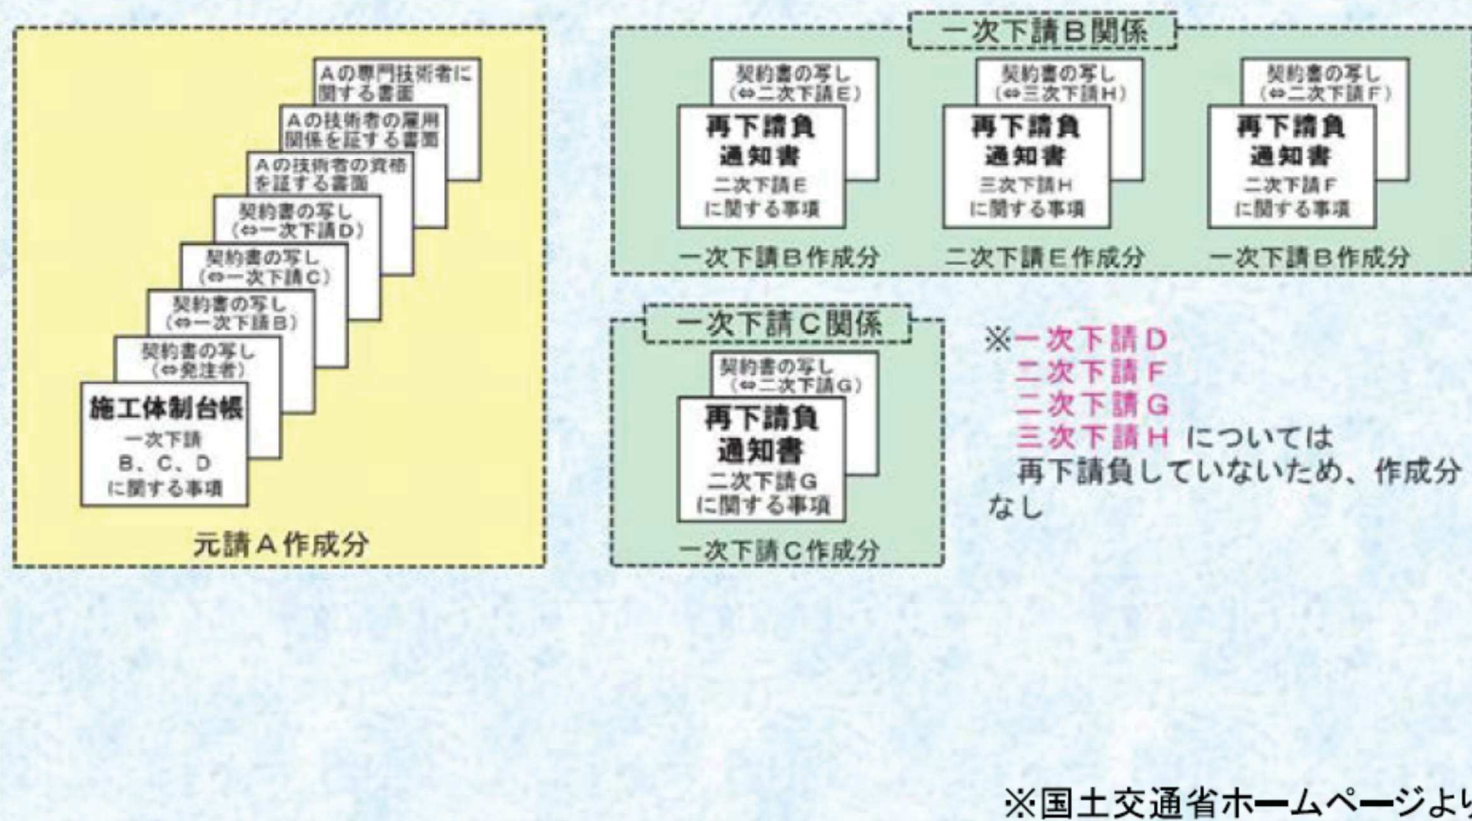 Aの専門技術者に
関する書面
Aの技術者の雇用
関係を証する書面
Aの技術者の資格
を証する書面
契約書の写し
(⇔一次下請D)
契約書の写し
(⇔一次下請C)
契約書の写し
(⇔一次下請B)
契約書の写し
(⇔発注者)
施工体制台帳
一次下請
B、C、D
に関する事項
元請A作成分
一次下請B関係
契約書の写し
(⇔二次下請E)
再下請負
通知書
二次下請E
に関する事項
一次下請B作成分
契約書の写し
(⇔三次下請H)
再下請負
通知書
三次下請H
に関する事項
二次下請E作成分
契約書の写し
(⇔二次下請F)
再下請負
通知書
二次下請F
に関する事項
一次下請B作成分
一次下請C関係
契約書の写し
(⇔二次下請G)
再下請負
通知書
二次下請G
に関する事項
一次下請C作成分
※一次下請D
二次下請F
二次下請G
三次下請H については
再下請負していないため、作成分
なし
※国土交通省ホームページより